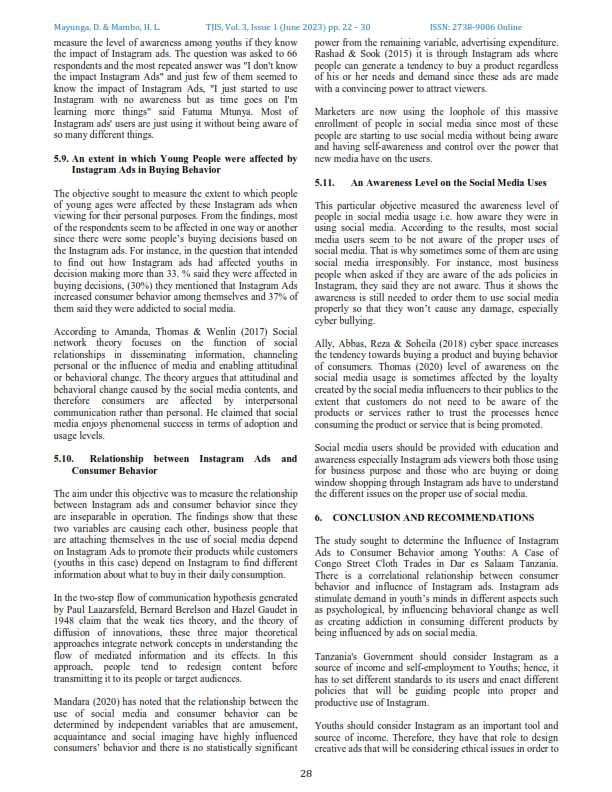 Mayunga, D. & Mambo, H. L. TJIS, Vol. 3, Issue 1 (June 2023) pp. 22 – 30 ISSN: 2738-9006 Online
measure the level of awareness among youths if they know
the impact of Instagram ads. The question was asked to 66
respondents and the most repeated answer was "I don't know
the impact Instagram Ads" and just few of them seemed to
know the impact of Instagram Ads, "I just started to use
Instagram with no awareness but as time goes on I'm
learning more things" said Fatuma Mtunya. Most of
Instagram ads' users are just using it without being aware of
so many different things.
5.9. An extent in which Young People were affected by
Instagram Ads in Buying Behavior
The objective sought to measure the extent to which people
of young ages were affected by these Instagram ads when
viewing for their personal purposes. From the findings, most
of the respondents seem to be affected in one way or another
since there were some people's buying decisions based on
the Instagram ads. For instance, in the question that intended
to find out how Instagram ads had affected youths in
decision making more than 33. % said they were affected in
buying decisions, (30%) they mentioned that Instagram Ads
increased consumer behavior among themselves and 37% of
them said they were addicted to social media.
According to Amanda, Thomas & Wenlin (2017) Social
network theory focuses on the function of social
relationships in disseminating information, channeling
personal or the influence of media and enabling attitudinal
or behavioral change. The theory argues that attitudinal and
behavioral change caused by the social media contents, and
therefore consumers are affected by interpersonal
communication rather than personal. He claimed that social
media enjoys phenomenal success in terms of adoption and
usage levels.
5.10. Relationship between Instagram Ads and
Consumer Behavior
The aim under this objective was to measure the relationship
between Instagram ads and consumer behavior since they
are inseparable in operation. The findings show that these
two variables are causing each other, business people that
are attaching themselves in the use of social media depend
on Instagram Ads to promote their products while customers
(youths in this case) depend on Instagram to find different
information about what to buy in their daily consumption.
In the two-step flow of communication hypothesis generated
by Paul Laazarsfeld, Bernard Berelson and Hazel Gaudet in
1948 claim that the weak ties theory, and the theory of
diffusion of innovations, these three major theoretical
approaches integrate network concepts in understanding the
flow of mediated information and its effects. In this
approach, people tend to redesign content before
transmitting it to its people or target audiences.
Mandara (2020) has noted that the relationship between the
use of social media and consumer behavior can be
determined by independent variables that are amusement,
acquaintance and social imaging have highly influenced
consumers' behavior and there is no statistically significant
power from the remaining variable, advertising expenditure.
Rashad & Sook (2015) it is through Instagram ads where
people can generate a tendency to buy a product regardless
of his or her needs and demand since these ads are made
with a convincing power to attract viewers.
Marketers are now using the loophole of this massive
enrollment of people in social media since most of these
people are starting to use social media without being aware
and having self-awareness and control over the power that
new media have on the users.
5.11. An Awareness Level on the Social Media Uses
This particular objective measured the awareness level of
people in social media usage i.e. how aware they were in
using social media. According to the results, most social
media users seem to be not aware of the proper uses of
social media. That is why sometimes some of them are using
social media irresponsibly. For instance, most business
people when asked if they are aware of the ads policies in
Instagram, they said they are not aware. Thus it shows the
awareness is still needed to order them to use social media
properly so that they won't cause any damage, especially
cyber bullying.
Ally, Abbas, Reza & Soheila (2018) cyber space increases
the tendency towards buying a product and buying behavior
of consumers. Thomas (2020) level of awareness on the
social media usage is sometimes affected by the loyalty
created by the social media influencers to their publics to the
extent that customers do not need to be aware of the
products or services rather to trust the processes hence
consuming the product or service that is being promoted.
Social media users should be provided with education and
awareness especially Instagram ads viewers both those using
for business purpose and those who are buying or doing
window shopping through Instagram ads have to understand
the different issues on the proper use of social media.
6. CONCLUSION AND RECOMMENDATIONS
The study sought to determine the Influence of Instagram
Ads to Consumer Behavior among Youths: A Case of
Congo Street Cloth Trades in Dar es Salaam Tanzania.
There is a correlational relationship between consumer
behavior and influence of Instagram ads. Instagram ads
stimulate demand in youth's minds in different aspects such
as psychological, by influencing behavioral change as well
as creating addiction in consuming different products by
being influenced by ads on social media.
Tanzania's Government should consider Instagram as a
source of income and self-employment to Youths; hence, it
has to set different standards to its users and enact different
policies that will be guiding people into proper and
productive use of Instagram.
Youths should consider Instagram as an important tool and
source of income. Therefore, they have that role to design
creative ads that will be considering ethical issues in order to
28